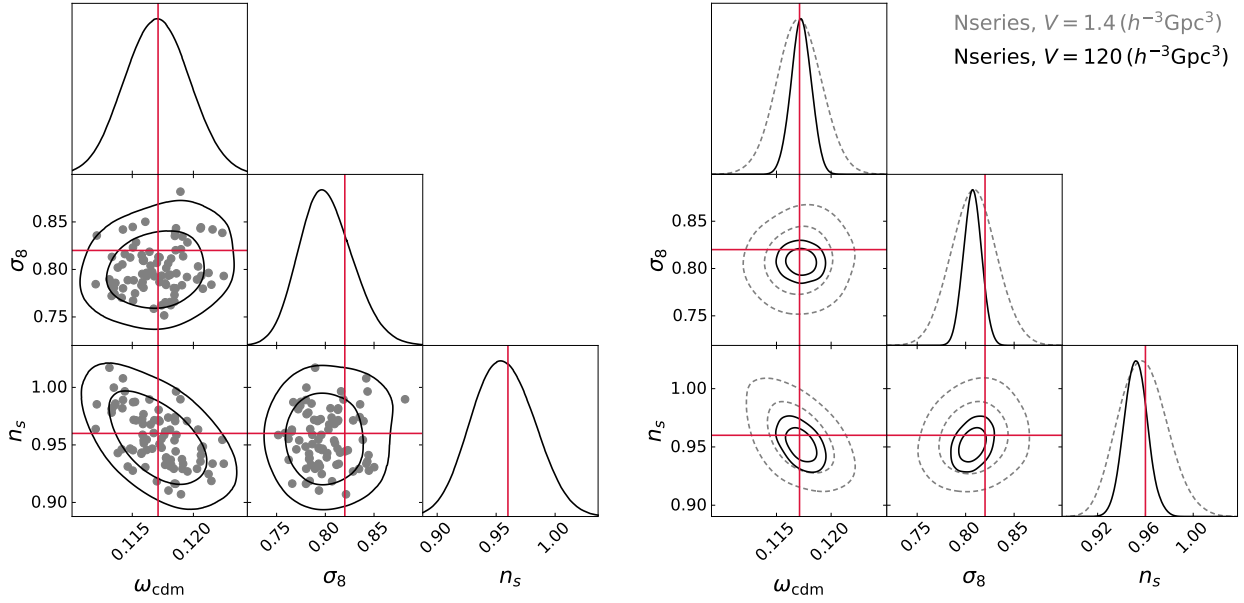 Nseries, V = 1.4 (h⁻³Gpc³)
Nseries, V = 120 (h⁻³Gpc³)
0.85
0.80
0.75
σ₈
1.00
0.95
0.90
nₛ
0.115 0.120
ω_cdm
0.75 0.80 0.85
σ₈
0.90 0.95 1.00
nₛ
0.85
0.80
0.75
σ₈
1.00
0.95
0.90
nₛ
0.115 0.120
ω_cdm
0.75 0.80 0.85
σ₈
0.92 0.96 1.00
nₛ